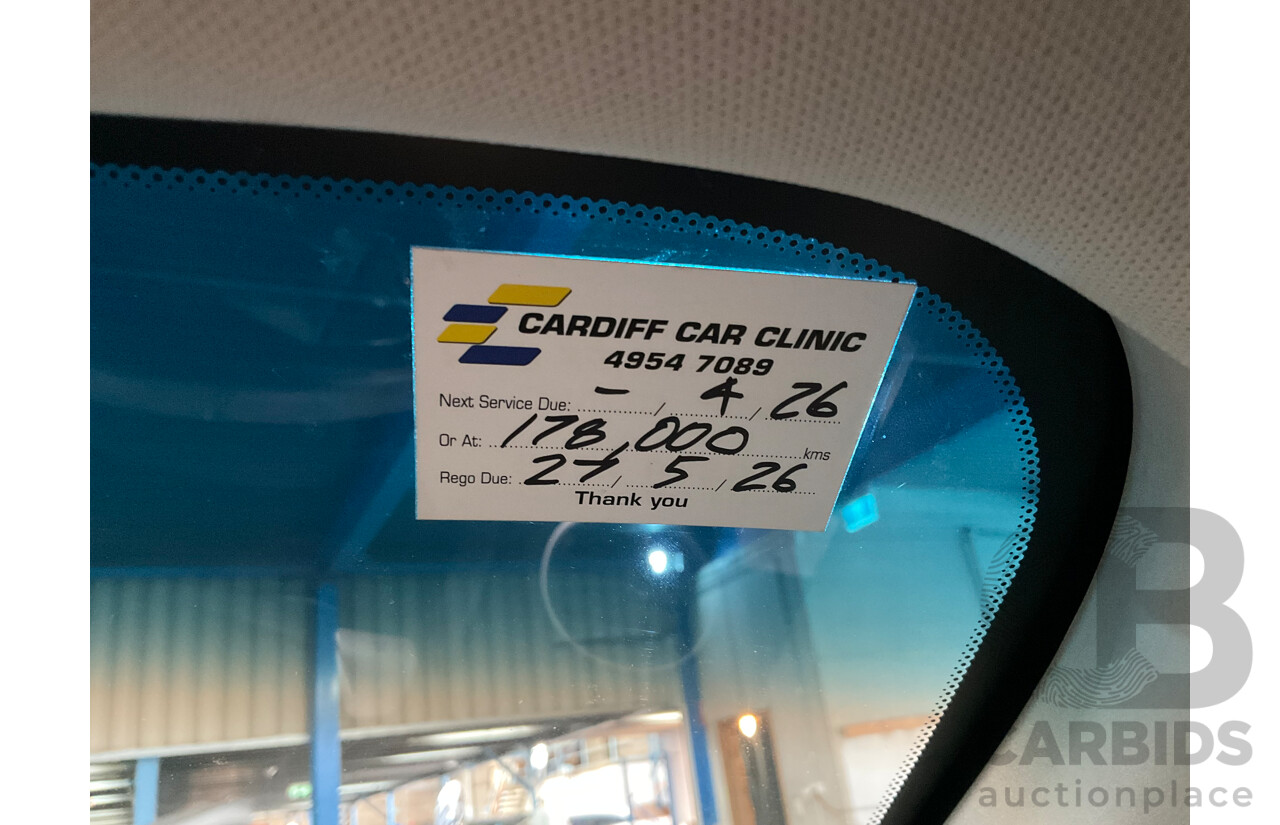 CARDIFF CAR CLINIC
4954 7089
Next Service Due: - / 4 / 26
Or At: 178,000 kms
Rego Due: 27 / 5 / 26
Thank you
B
CARBIDS
auctionplace